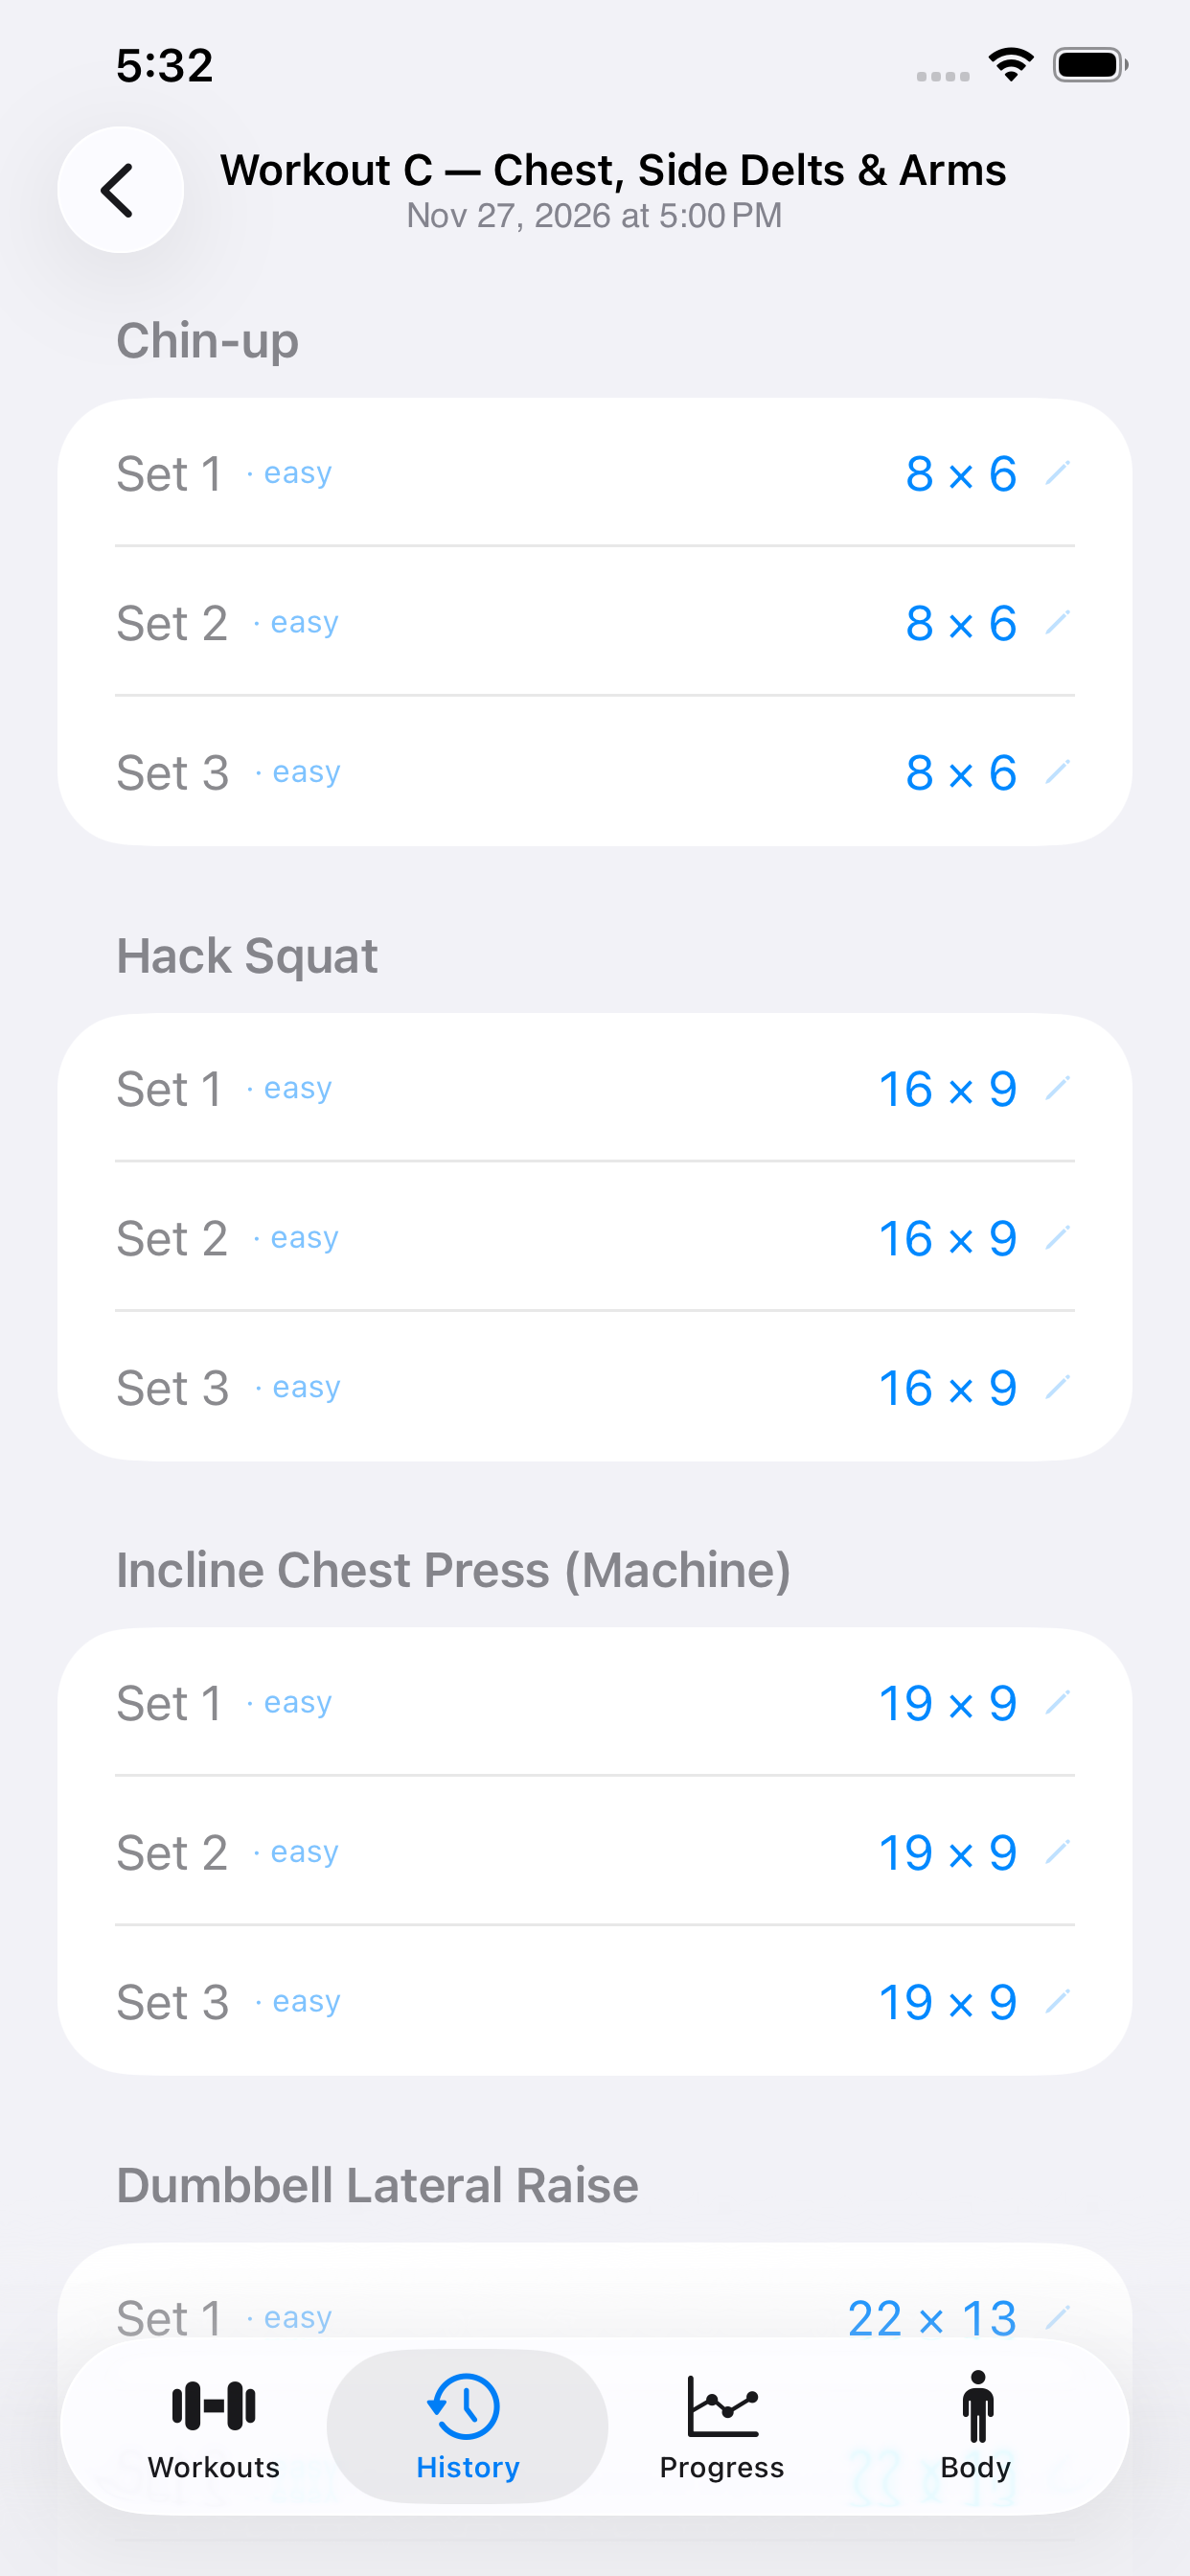 5:32
Workout C — Chest, Side Delts & Arms
Nov 27, 2026 at 5:00 PM
Chin-up
Set 1 · easy 8 × 6
Set 2 · easy 8 × 6
Set 3 · easy 8 × 6
Hack Squat
Set 1 · easy 16 × 9
Set 2 · easy 16 × 9
Set 3 · easy 16 × 9
Incline Chest Press (Machine)
Set 1 · easy 19 × 9
Set 2 · easy 19 × 9
Set 3 · easy 19 × 9
Dumbbell Lateral Raise
Set 1 · easy 22 × 13
Workouts History Progress Body